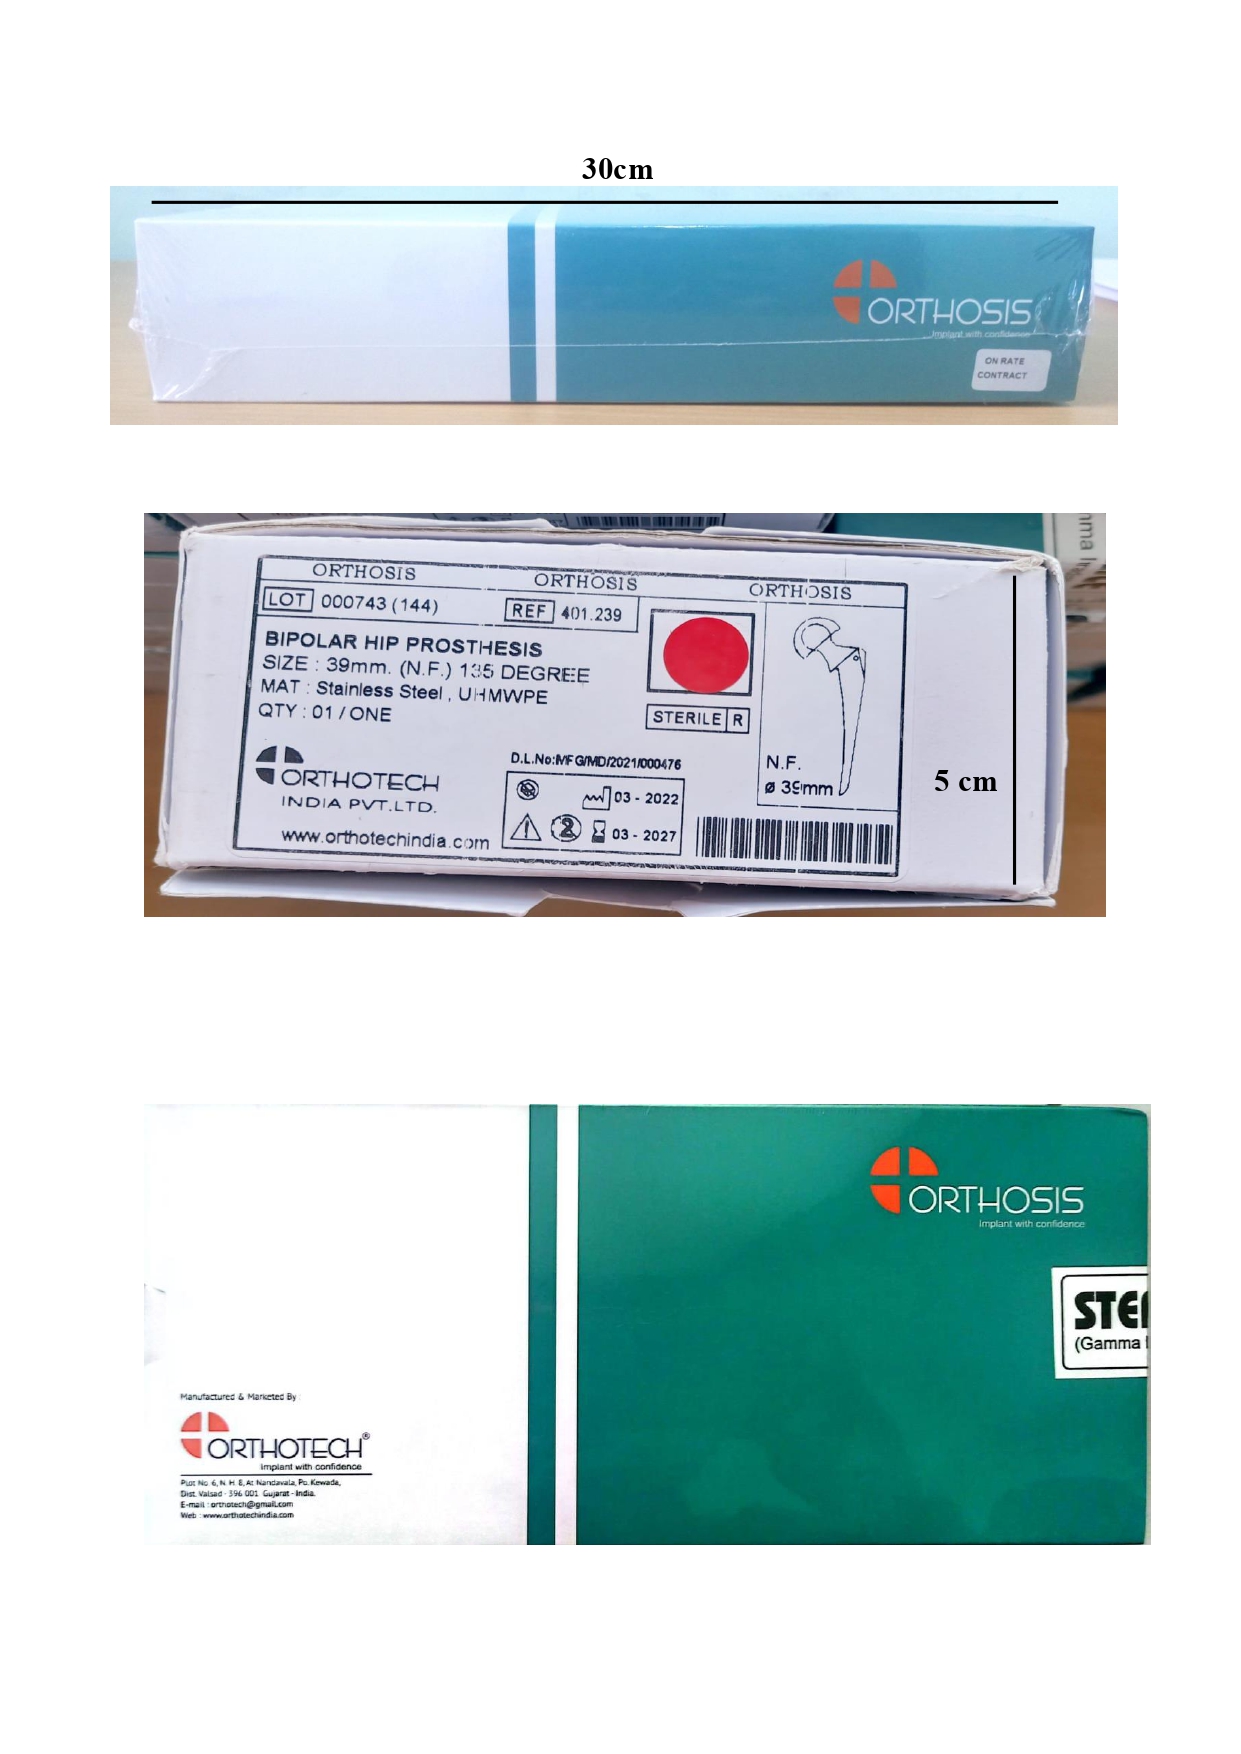 30cm
ORTHOSIS
Implant with confidence
ON RATE
CONTRACT
ORTHOSIS ORTHOSIS ORTHOSIS
LOT 000743 (144) REF 401.239
BIPOLAR HIP PROSTHESIS
SIZE : 39mm. (N.F.) 135 DEGREE
MAT : Stainless Steel , UHMWPE
QTY : 01 / ONE
STERILE R
ORTHOTECH
INDIA PVT.LTD.
www.orthotechindia.com
D.L.No:MFG/MD/2021/000476
03 - 2022
2
03 - 2027
N.F.
ø 39mm
5 cm
mma
ORTHOSIS
Implant with confidence
STE
(Gamma
Manufactured & Marketed By :
ORTHOTECH®
Implant with confidence
Plot No. 6, N. H. 8, At Nandavala, Po. Kewada,
Dist. Valsad - 396 001. Gujarat - India.
E-mail : orthotech@gmail.com
Web : www.orthotechindia.com